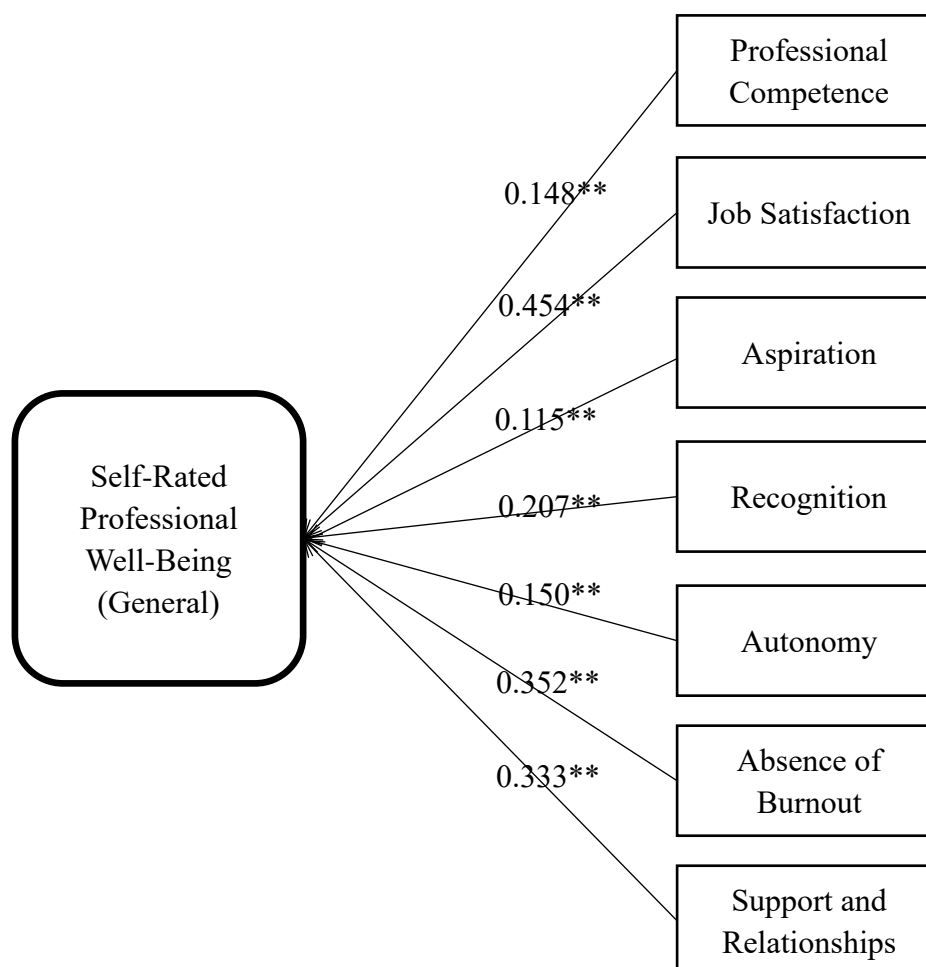 Professional
Competence
0.148**
Job Satisfaction
0.454**
Aspiration
0.115**
Self-Rated
Professional
Well-Being
(General)
Recognition
0.207**
0.150**
Autonomy
0.352**
Absence of
Burnout
0.333**
Support and
Relationships